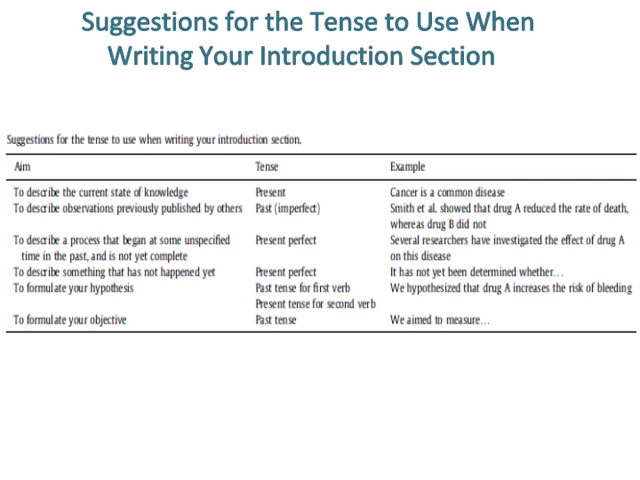 Suggestions for the Tense to Use When
Writing Your Introduction Section
Suggestions for the tense to use when writing your introduction section.
Aim Tense Example
To describe the current state of knowledge Present Cancer is a common disease
To describe observations previously published by others Past (imperfect) Smith et al. showed that drug A reduced the rate of death,
whereas drug B did not
To describe a process that began at some unspecified Present perfect Several researchers have investigated the effect of drug A
time in the past, and is not yet complete on this disease
To describe something that has not happened yet Present perfect It has not yet been determined whether…
To formulate your hypothesis Past tense for first verb We hypothesized that drug A increases the risk of bleeding
Present tense for second verb
To formulate your objective Past tense We aimed to measure…